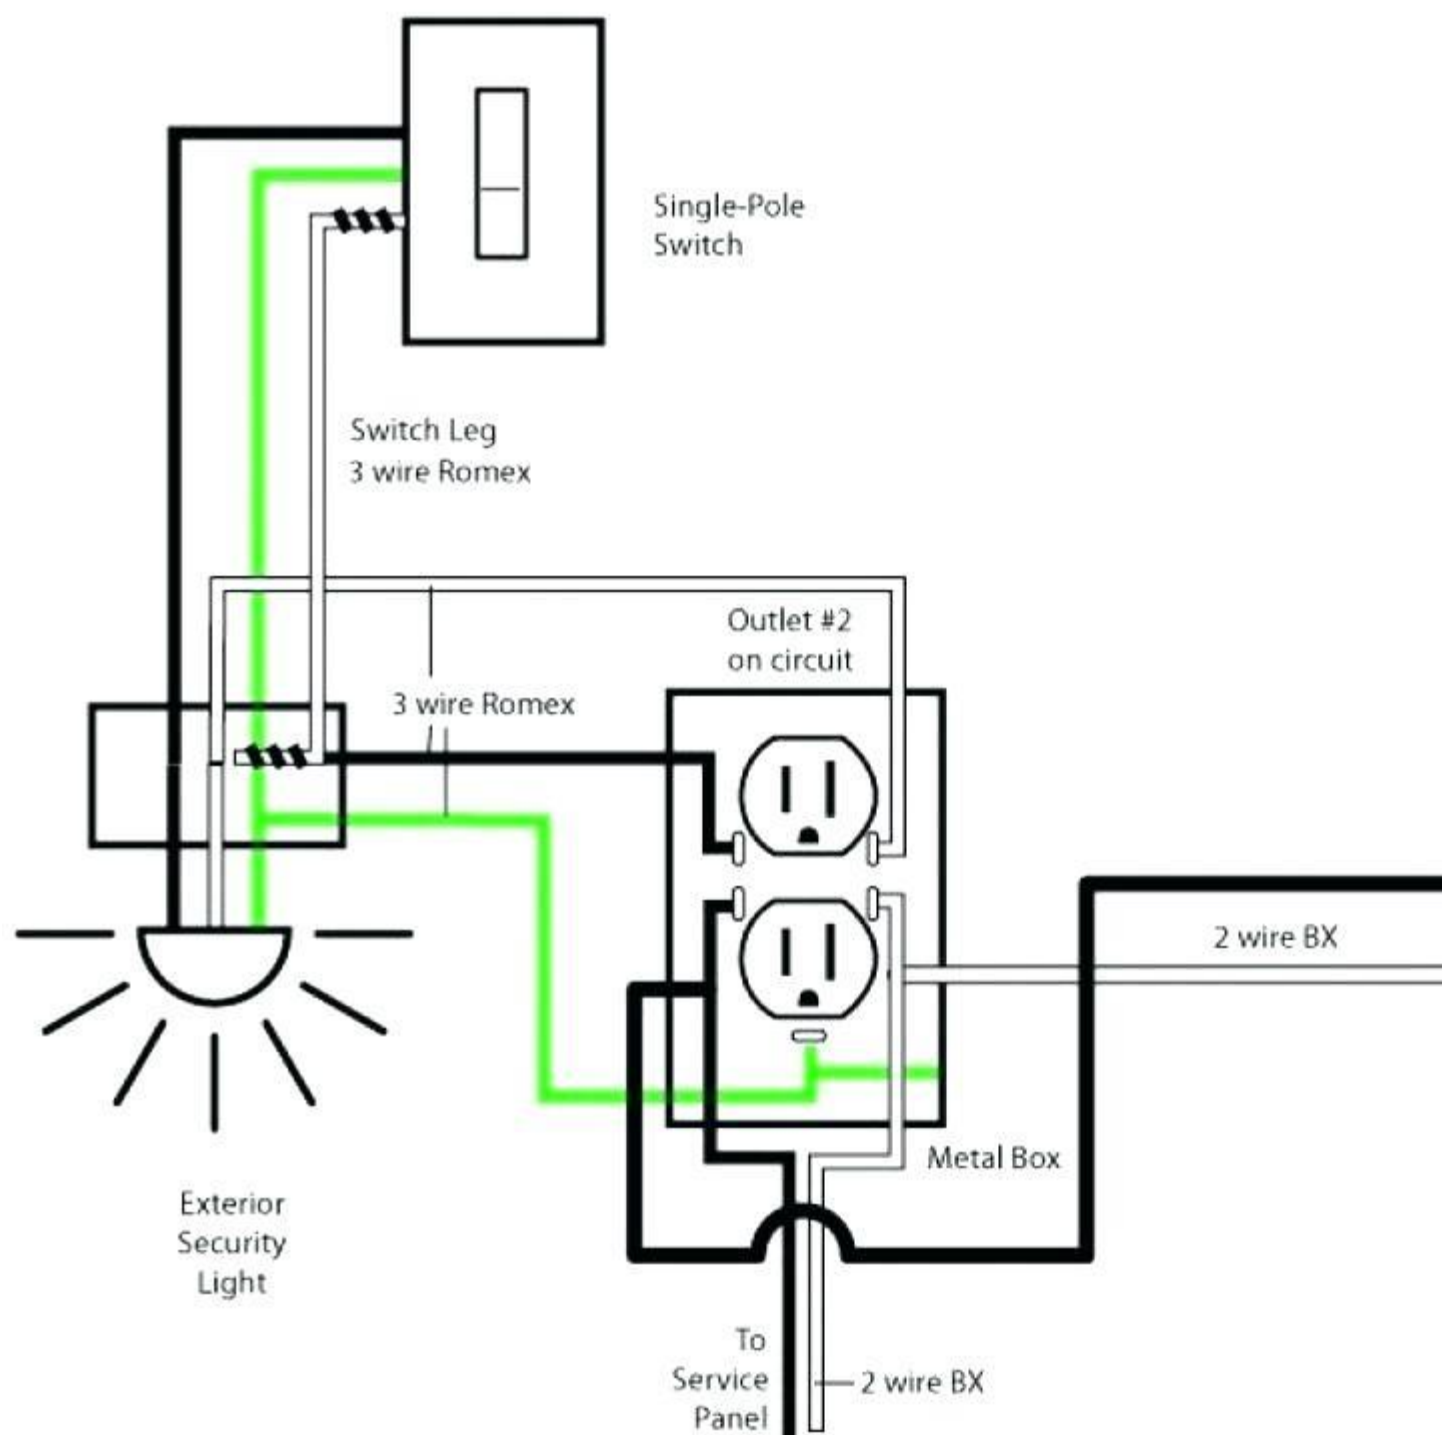 Single-Pole
Switch
Switch Leg
3 wire Romex
Outlet #2
on circuit
3 wire Romex
2 wire BX
Metal Box
Exterior
Security
Light
To
Service
Panel
2 wire BX